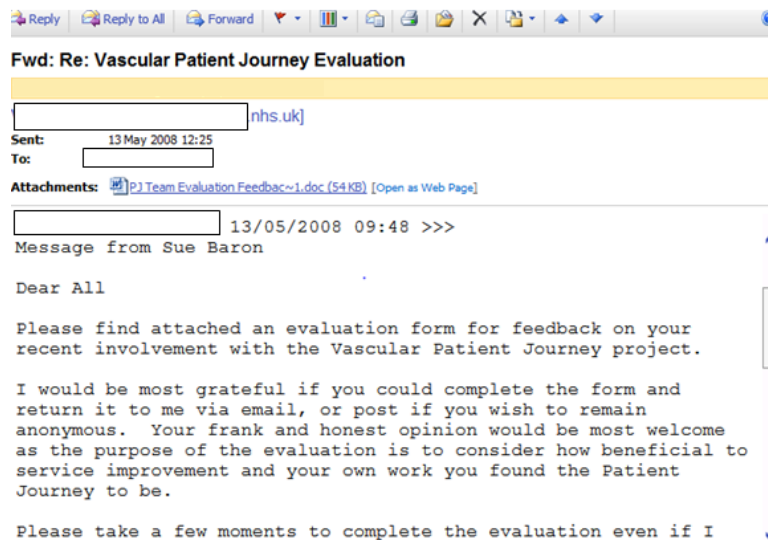 Reply Reply to All Forward
Fwd: Re: Vascular Patient Journey Evaluation
.nhs.uk]
Sent: 13 May 2008 12:25
To:
Attachments: PJ Team Evaluation Feedbac~1.doc (54 KB) [Open as Web Page]
13/05/2008 09:48 >>>
Message from Sue Baron
Dear All
Please find attached an evaluation form for feedback on your
recent involvement with the Vascular Patient Journey project.
I would be most grateful if you could complete the form and
return it to me via email, or post if you wish to remain
anonymous.  Your frank and honest opinion would be most welcome
as the purpose of the evaluation is to consider how beneficial to
service improvement and your own work you found the Patient
Journey to be.
Please take a few moments to complete the evaluation even if I